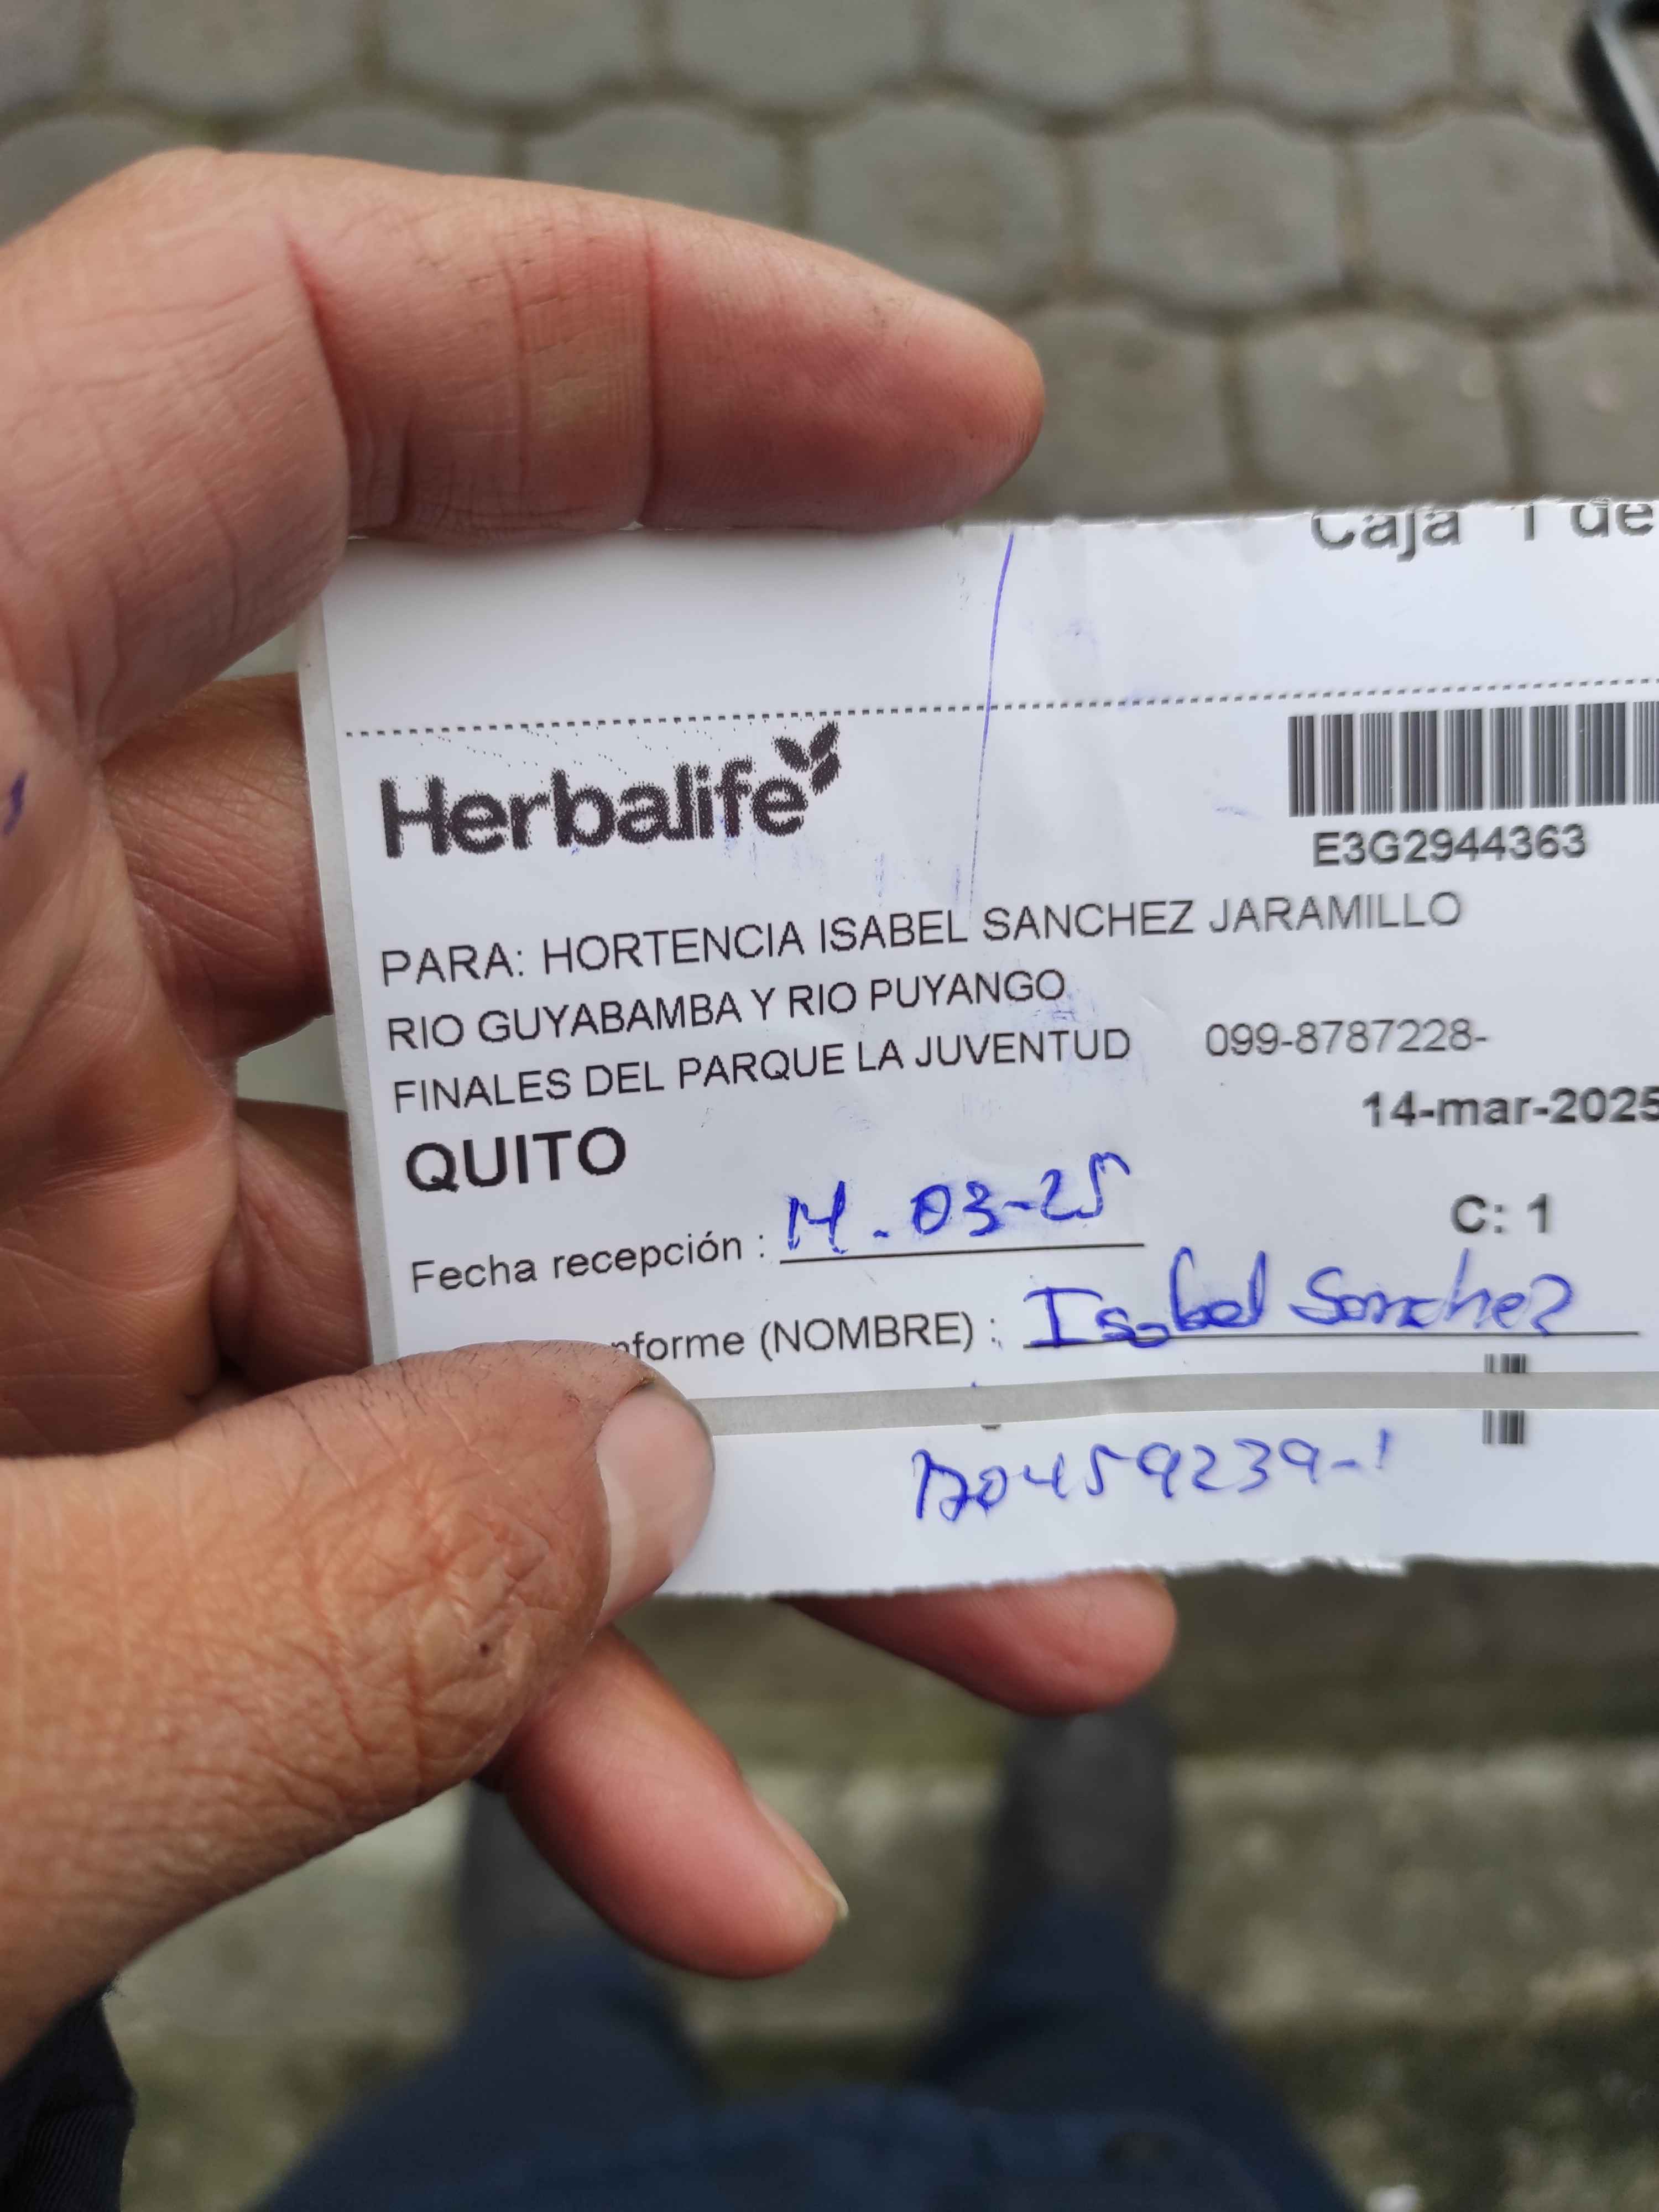 Caja 1 de
Herbalife
E3G2944363
PARA: HORTENCIA ISABEL SANCHEZ JARAMILLO
RIO GUYABAMBA Y RIO PUYANGO
FINALES DEL PARQUE LA JUVENTUD 099-8787228-
14-mar-2025
QUITO
Fecha recepción : 14-03-25
C: 1
nforme (NOMBRE) : Isabel Sanchez